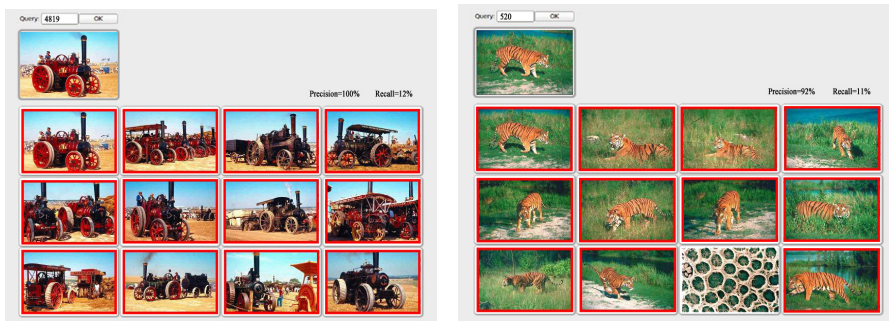 Query: 4819 OK
Precision=100% Recall=12%
Query: 520 OK
Precision=92% Recall=11%